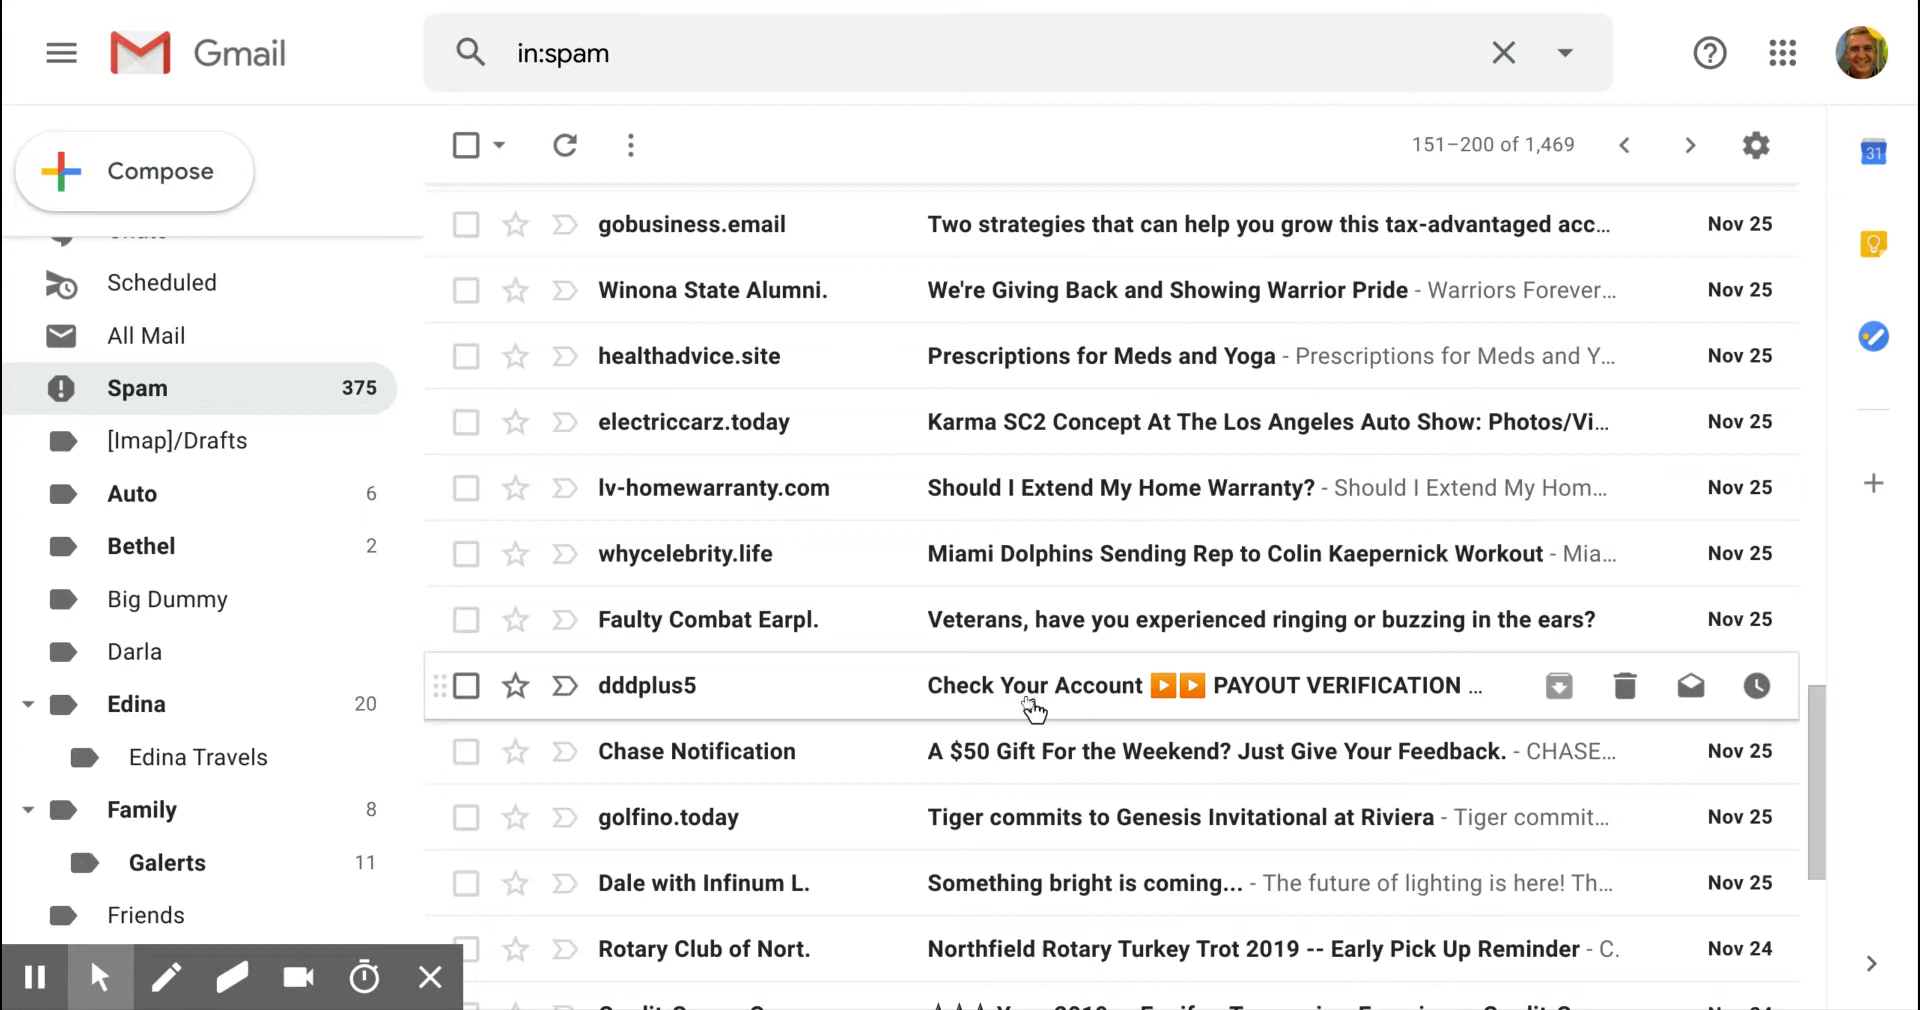 Gmail
in:spam
Compose
151–200 of 1,469
31
Scheduled
All Mail
Spam 375
[Imap]/Drafts
Auto 6
Bethel 2
Big Dummy
Darla
Edina 20
Edina Travels
Family 8
Galerts 11
Friends
gobusiness.email Two strategies that can help you grow this tax-advantaged acc... Nov 25
Winona State Alumni. We're Giving Back and Showing Warrior Pride - Warriors Forever... Nov 25
healthadvice.site Prescriptions for Meds and Yoga - Prescriptions for Meds and Y... Nov 25
electriccarz.today Karma SC2 Concept At The Los Angeles Auto Show: Photos/Vi... Nov 25
lv-homewarranty.com Should I Extend My Home Warranty? - Should I Extend My Hom... Nov 25
whycelebrity.life Miami Dolphins Sending Rep to Colin Kaepernick Workout - Mia... Nov 25
Faulty Combat Earpl. Veterans, have you experienced ringing or buzzing in the ears? Nov 25
dddplus5 Check Your Account ▶️▶️ PAYOUT VERIFICATION ...
Chase Notification A $50 Gift For the Weekend? Just Give Your Feedback. - CHASE... Nov 25
golfino.today Tiger commits to Genesis Invitational at Riviera - Tiger commit... Nov 25
Dale with Infinum L. Something bright is coming... - The future of lighting is here! Th... Nov 25
Rotary Club of Nort. Northfield Rotary Turkey Trot 2019 -- Early Pick Up Reminder - C. Nov 24